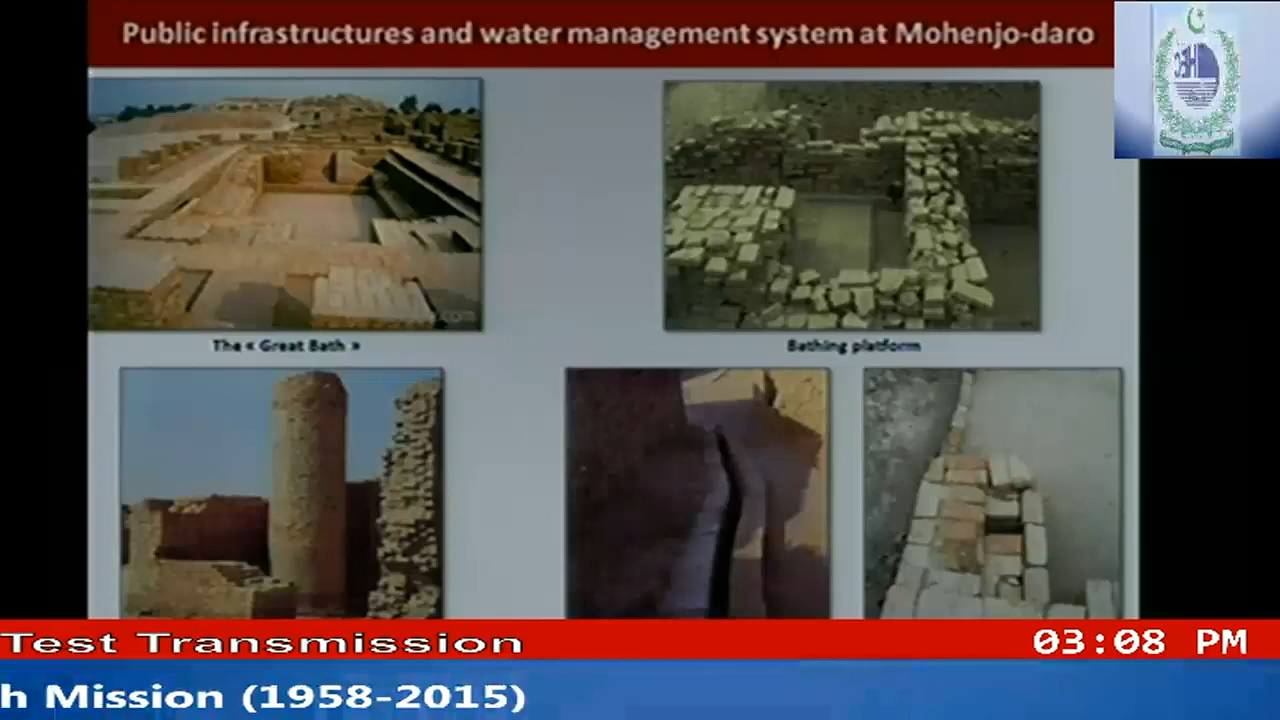 Public infrastructures and water management system at Mohenjo-daro
HEC
The « Great Bath »
Bathing platform
Test Transmission
03:08 PM
h Mission (1958-2015)